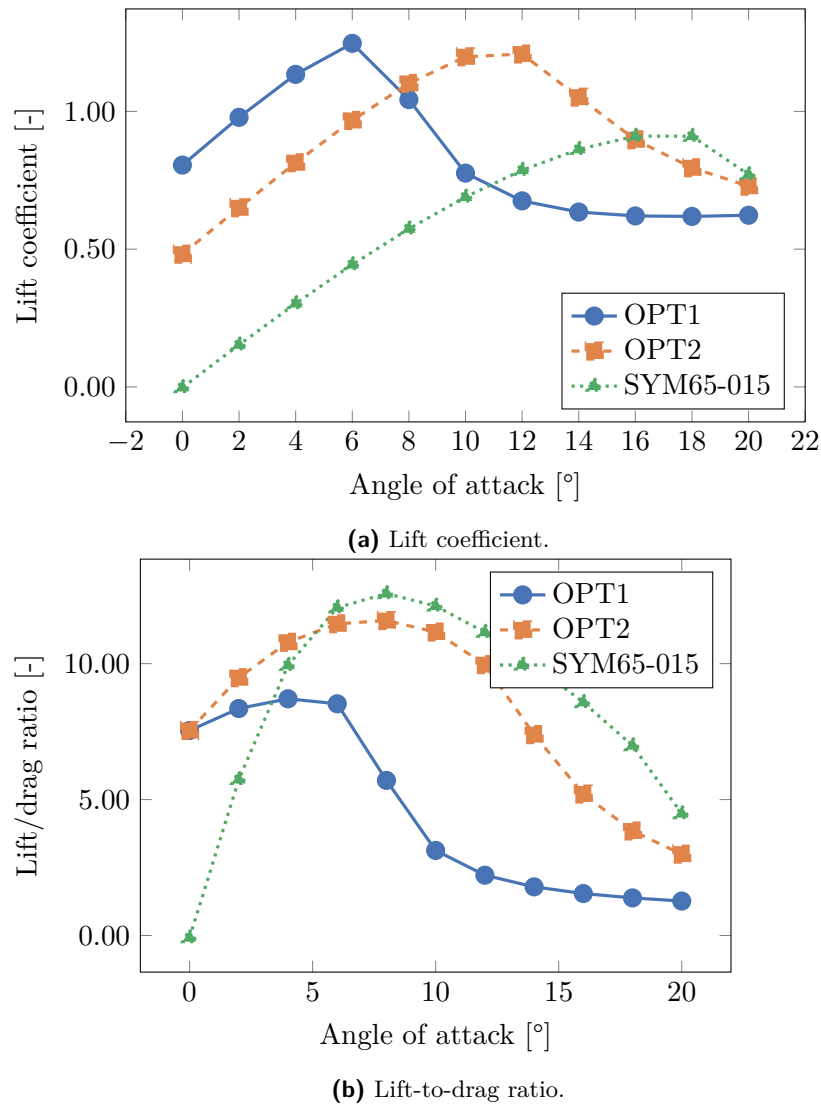 1.00
0.50
0.00
Lift coefficient [-]
OPT1
OPT2
SYM65-015
−2 0 2 4 6 8 10 12 14 16 18 20 22
Angle of attack [°]
(a) Lift coefficient.
10.00
5.00
0.00
Lift/drag ratio [-]
OPT1
OPT2
SYM65-015
0 5 10 15 20
Angle of attack [°]
(b) Lift-to-drag ratio.